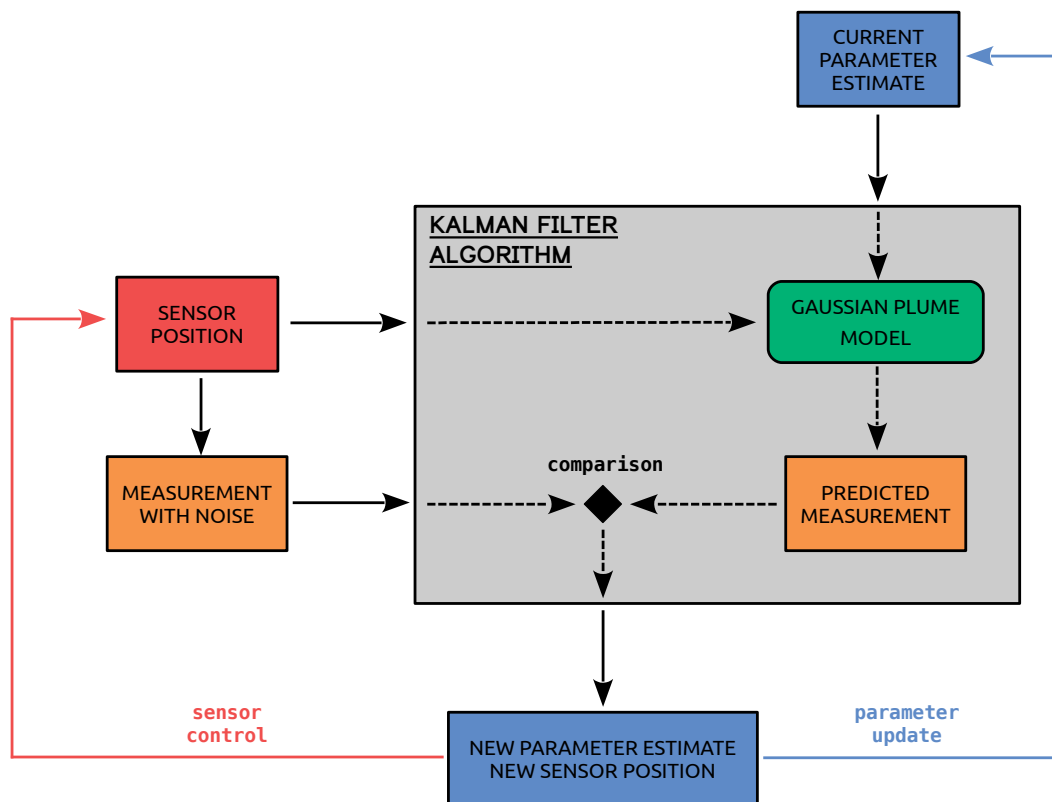 CURRENT
PARAMETER
ESTIMATE
KALMAN FILTER
ALGORITHM
SENSOR
POSITION
GAUSSIAN PLUME
MODEL
comparison
MEASUREMENT
WITH NOISE
PREDICTED
MEASUREMENT
sensor
control
NEW PARAMETER ESTIMATE
NEW SENSOR POSITION
parameter
update